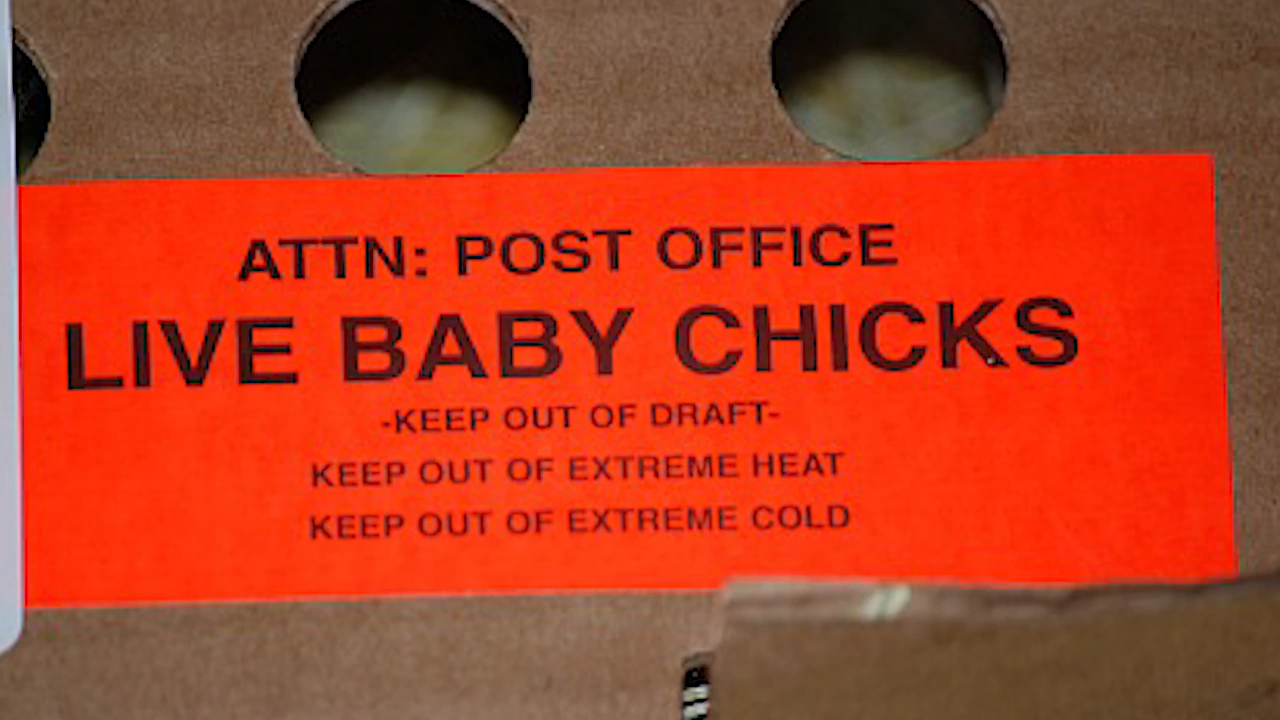 ATTN: POST OFFICE
LIVE BABY CHICKS
-KEEP OUT OF DRAFT-
KEEP OUT OF EXTREME HEAT
KEEP OUT OF EXTREME COLD